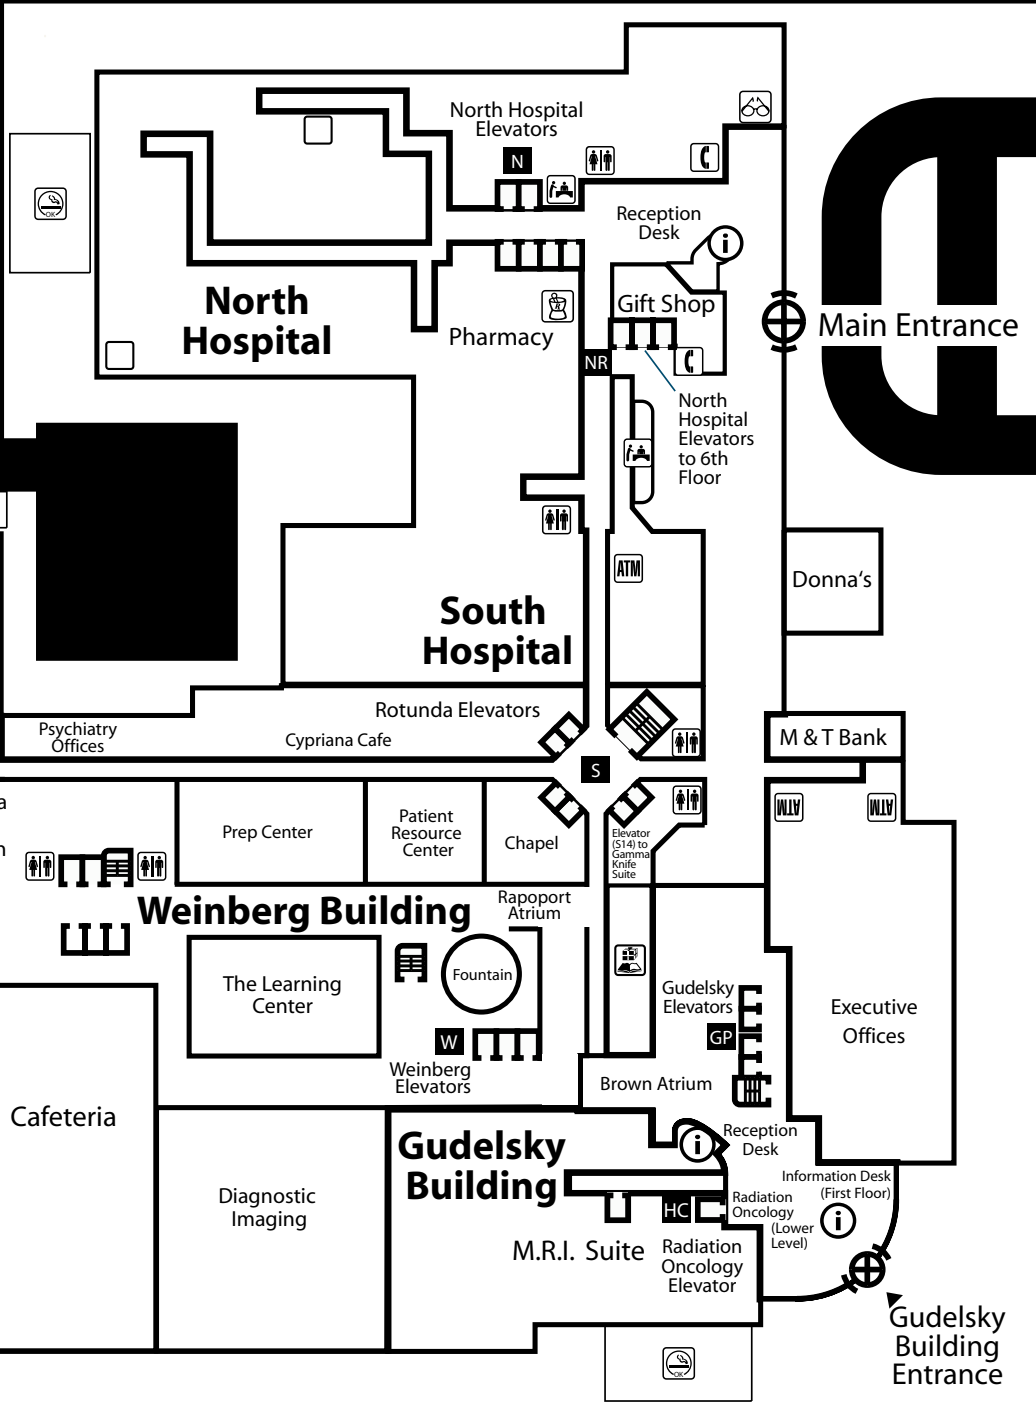 North Hospital
Elevators
N
Reception
Desk
i
Gift Shop
Main Entrance
North
Hospital
Pharmacy
NR
North
Hospital
Elevators
to 6th
Floor
OK
ATM
Donna's
South
Hospital
Rotunda Elevators
Psychiatry
Offices
Cypriana Cafe
M & T Bank
S
ATM
ATM
a
n
Prep Center
Patient
Resource
Center
Chapel
Elevator
(S14) to
Gamma
Knife
Suite
Weinberg Building
Rapoport
Atrium
The Learning
Center
Fountain
W
Weinberg
Elevators
Gudelsky
Elevators
GP
Executive
Offices
Brown Atrium
Cafeteria
Gudelsky
Building
i
Reception
Desk
Information Desk
(First Floor)
i
Diagnostic
Imaging
HC
Radiation
Oncology
(Lower
Level)
M.R.I. Suite
Radiation
Oncology
Elevator
Gudelsky
Building
Entrance
OK